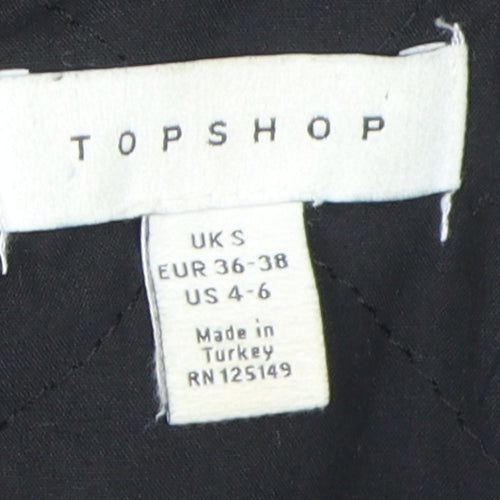 TOPSHOP
UK S
EUR 36-38
US 4-6
Made in
Turkey
RN 125149